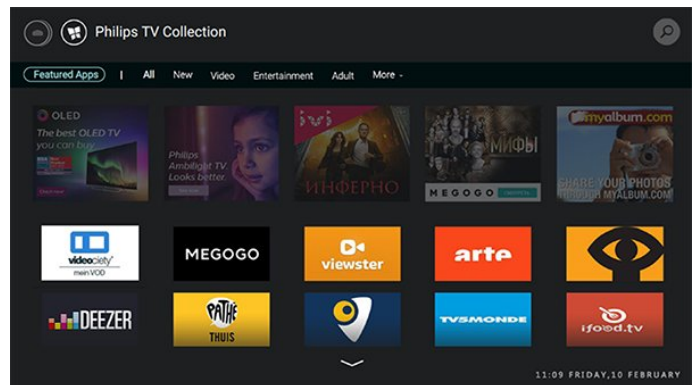 Philips TV Collection
Featured Apps | All New Video Entertainment Adult More
OLED
The best OLED TV
you can buy
Philips
Ambilight TV.
Looks better.
ivi
ИНФЕРНО
МИФЫ
MEGOGO
myalbum.com
SHARE YOUR PHOTOS
THROUGH MYALBUM.COM
videociety
mein VOD
MEGOGO
viewster
arte
DEEZER
PATHÉ
THUIS
TV5MONDE
ifood.tv
11:09 FRIDAY,10 FEBRUARY